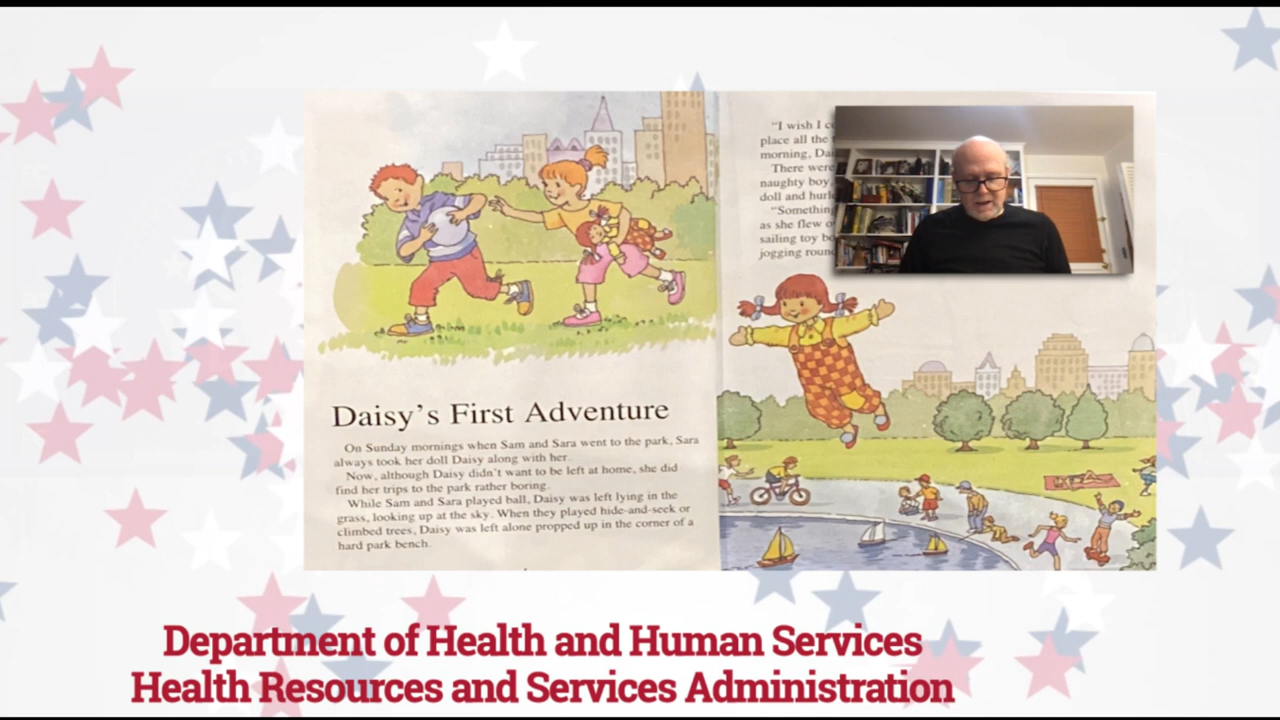 Daisy's First Adventure
On Sunday mornings when Sam and Sara went to the park, Sara
always took her doll Daisy along with her.
Now, although Daisy didn't want to be left at home, she did
find her trips to the park rather boring.
While Sam and Sara played ball, Daisy was left lying in the
grass, looking up at the sky. When they played hide-and-seek or
climbed trees, Daisy was left alone propped up in the corner of a
hard park bench.
"I wish I
place all the
morning,
There were
naughty boy,
doll and
"Something
as she flew
sailing toy
jogging
Department of Health and Human Services
Health Resources and Services Administration